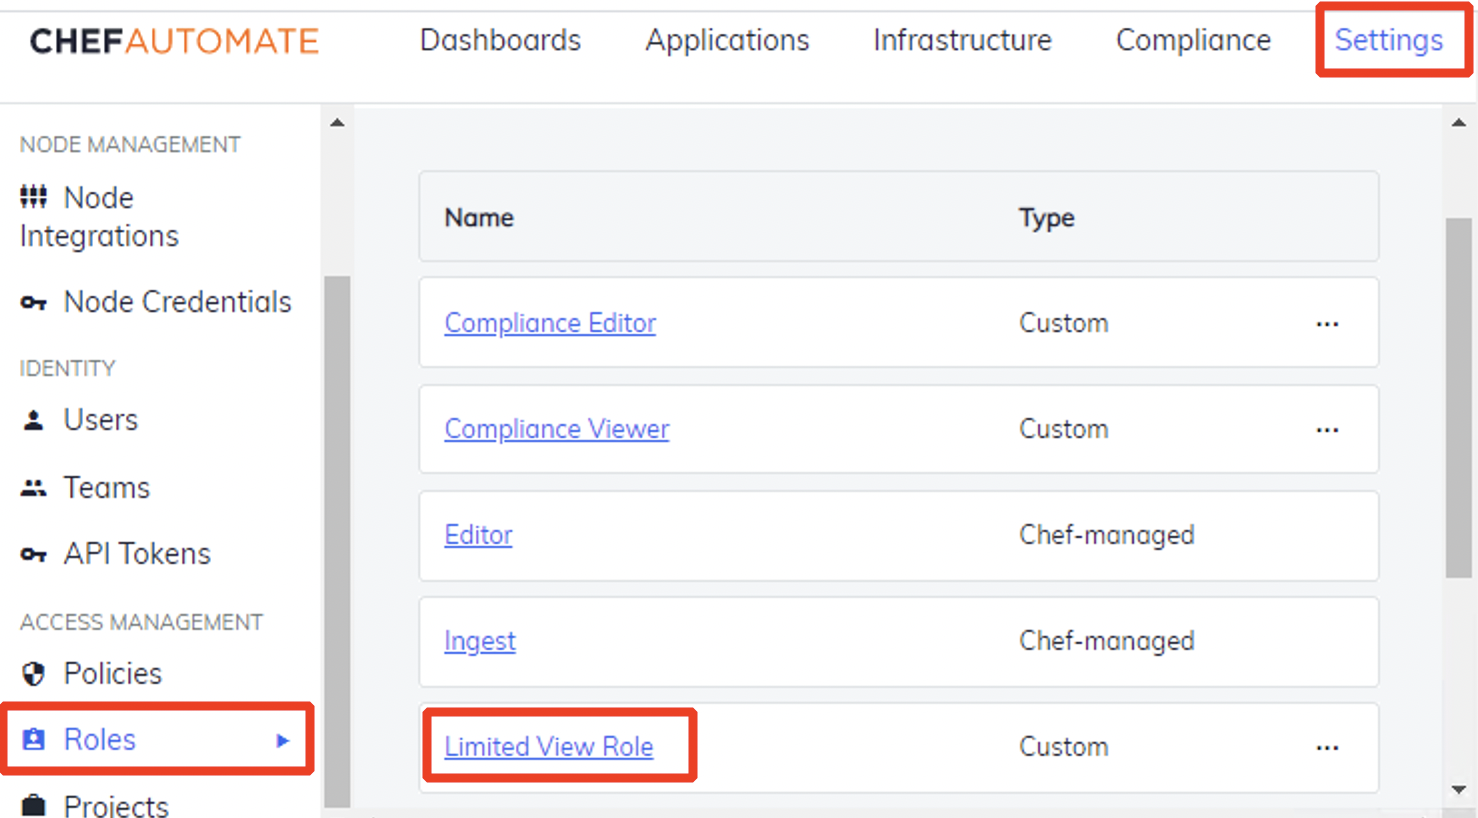 CHEFAUTOMATE
Dashboards
Applications
Infrastructure
Compliance
Settings
NODE MANAGEMENT
Node
Integrations
Node Credentials
IDENTITY
Users
Teams
API Tokens
ACCESS MANAGEMENT
Policies
Roles
Projects
Name Type
Compliance Editor Custom ...
Compliance Viewer Custom ...
Editor Chef-managed
Ingest Chef-managed
Limited View Role Custom ...